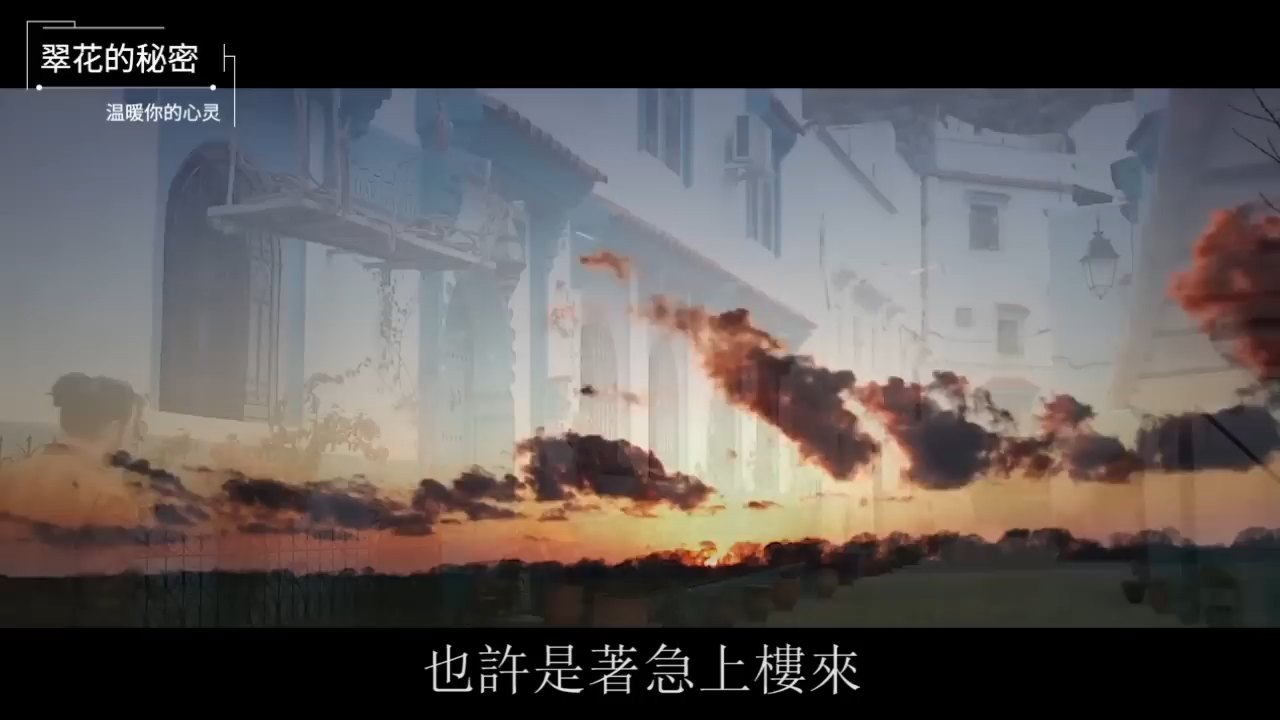 翠花的秘密
温暖你的心灵
也許是著急上樓來